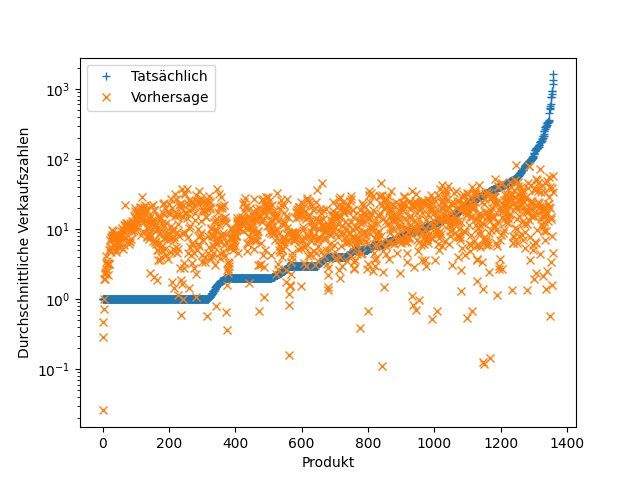 Tatsächlich
Vorhersage
Durchschnittliche Verkaufszahlen
10³
10²
10¹
10⁰
10⁻¹
0 200 400 600 800 1000 1200 1400
Produkt